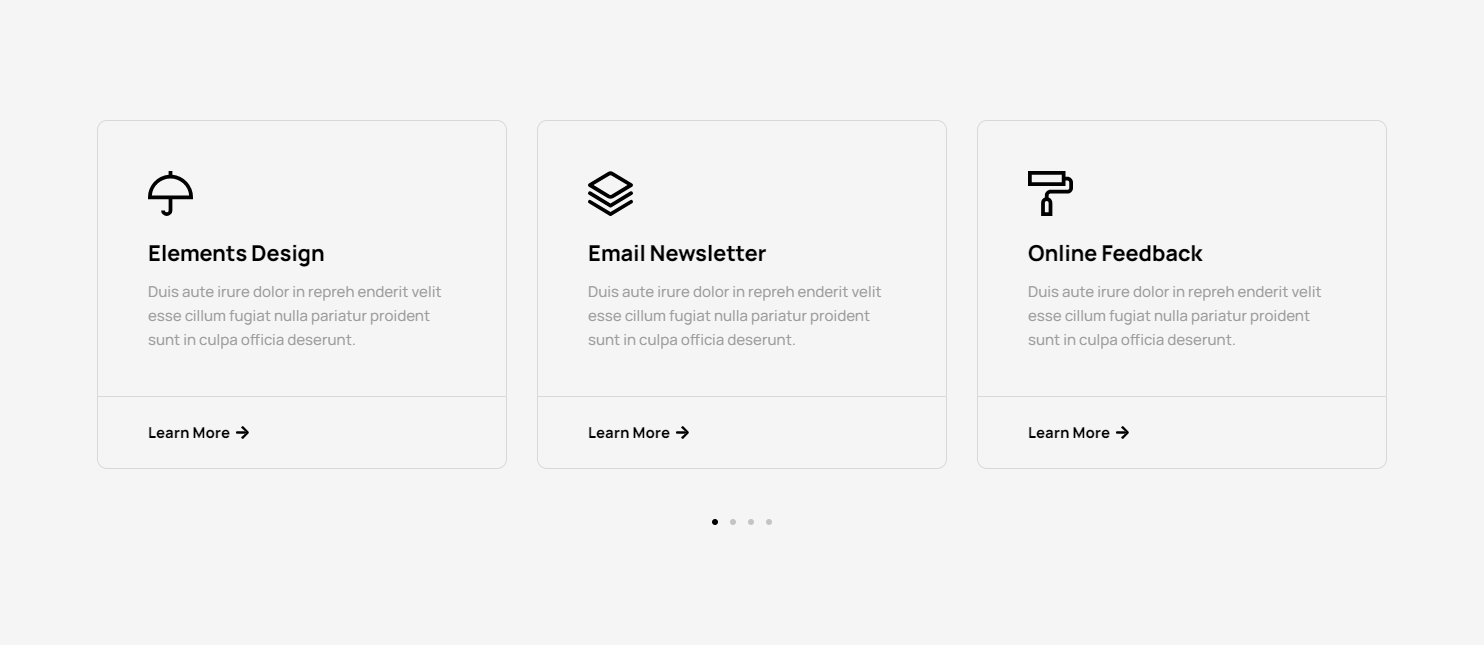 Elements Design
Duis aute irure dolor in repreh enderit velit
esse cillum fugiat nulla pariatur proident
sunt in culpa officia deserunt.
Learn More
Email Newsletter
Duis aute irure dolor in repreh enderit velit
esse cillum fugiat nulla pariatur proident
sunt in culpa officia deserunt.
Learn More
Online Feedback
Duis aute irure dolor in repreh enderit velit
esse cillum fugiat nulla pariatur proident
sunt in culpa officia deserunt.
Learn More